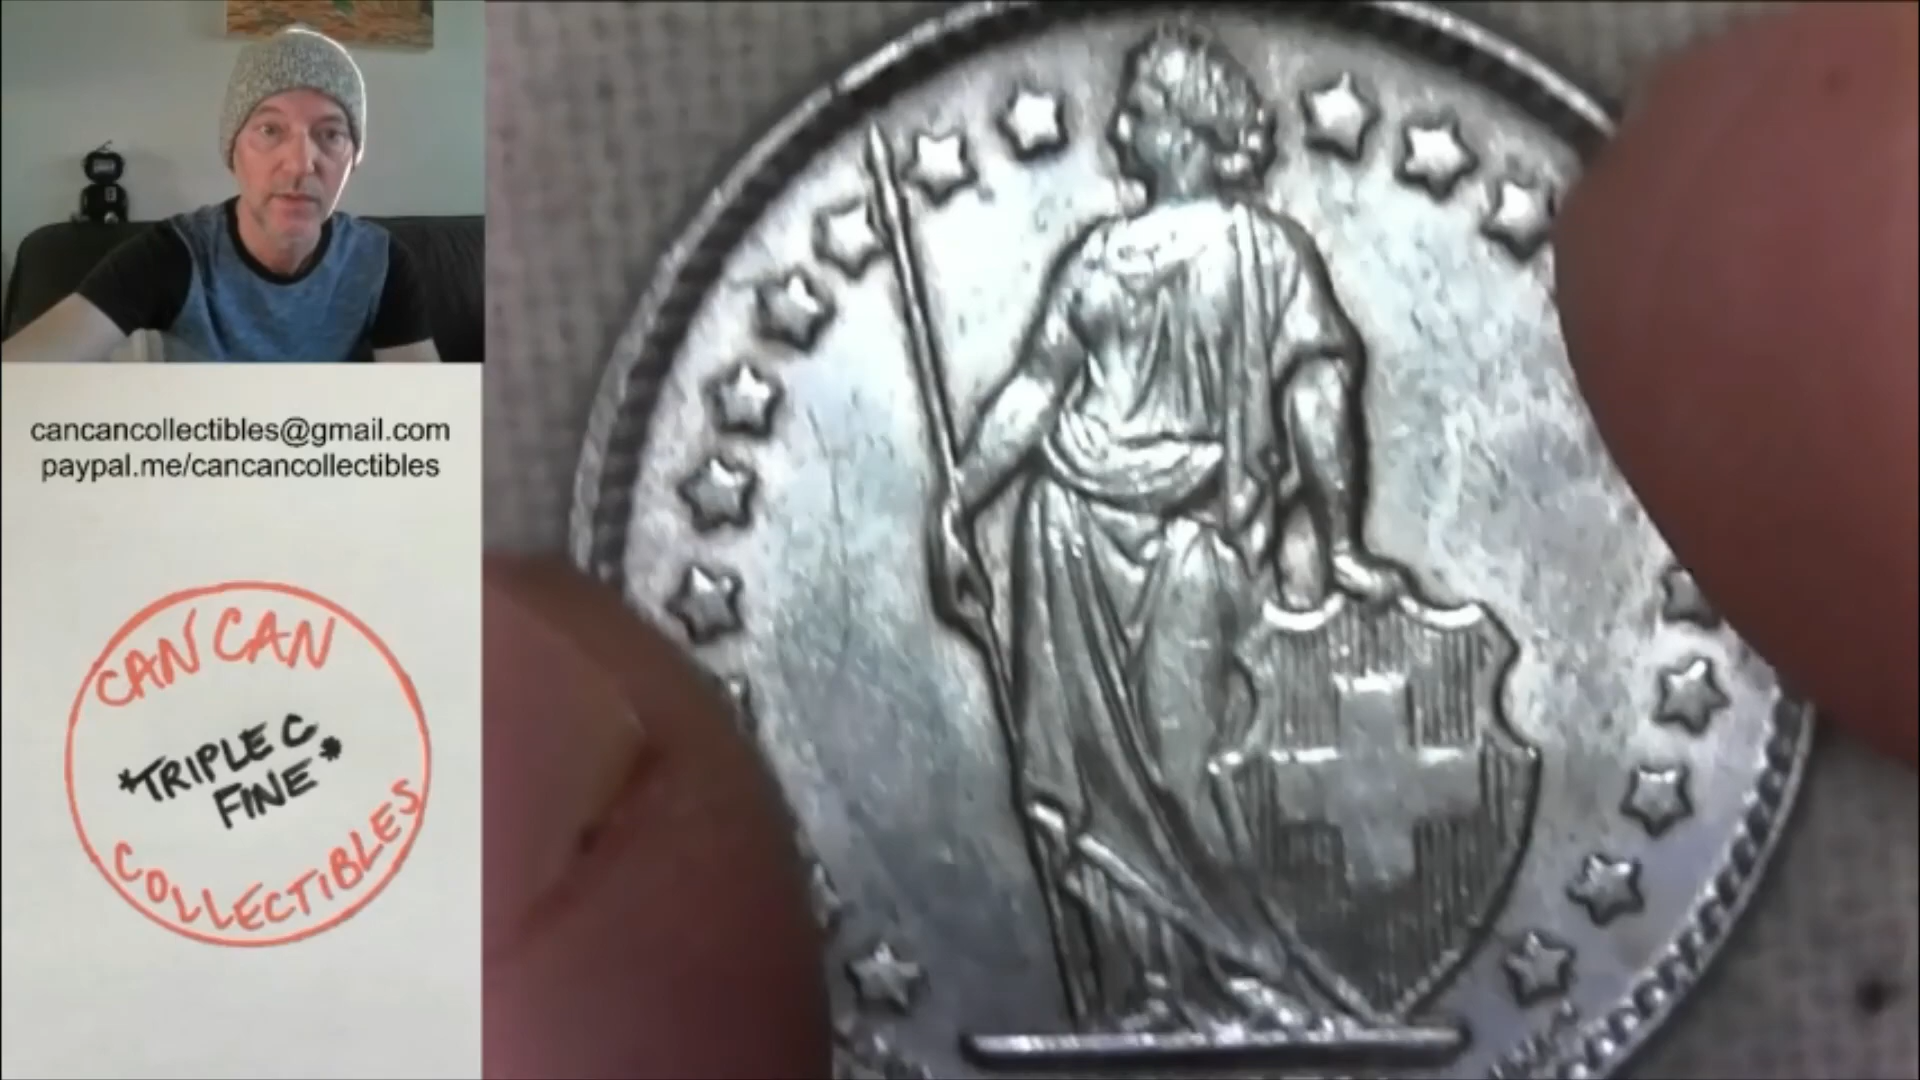 cancancollectibles@gmail.com
paypal.me/cancancollectibles
CAN CAN
*TRIPLE C
FINE*
COLLECTIBLES